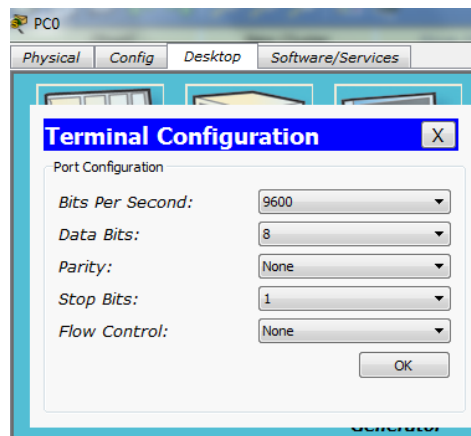 PC0
Physical Config Desktop Software/Services
Terminal Configuration X
Port Configuration
Bits Per Second: 9600
Data Bits: 8
Parity: None
Stop Bits: 1
Flow Control: None
OK
Generator